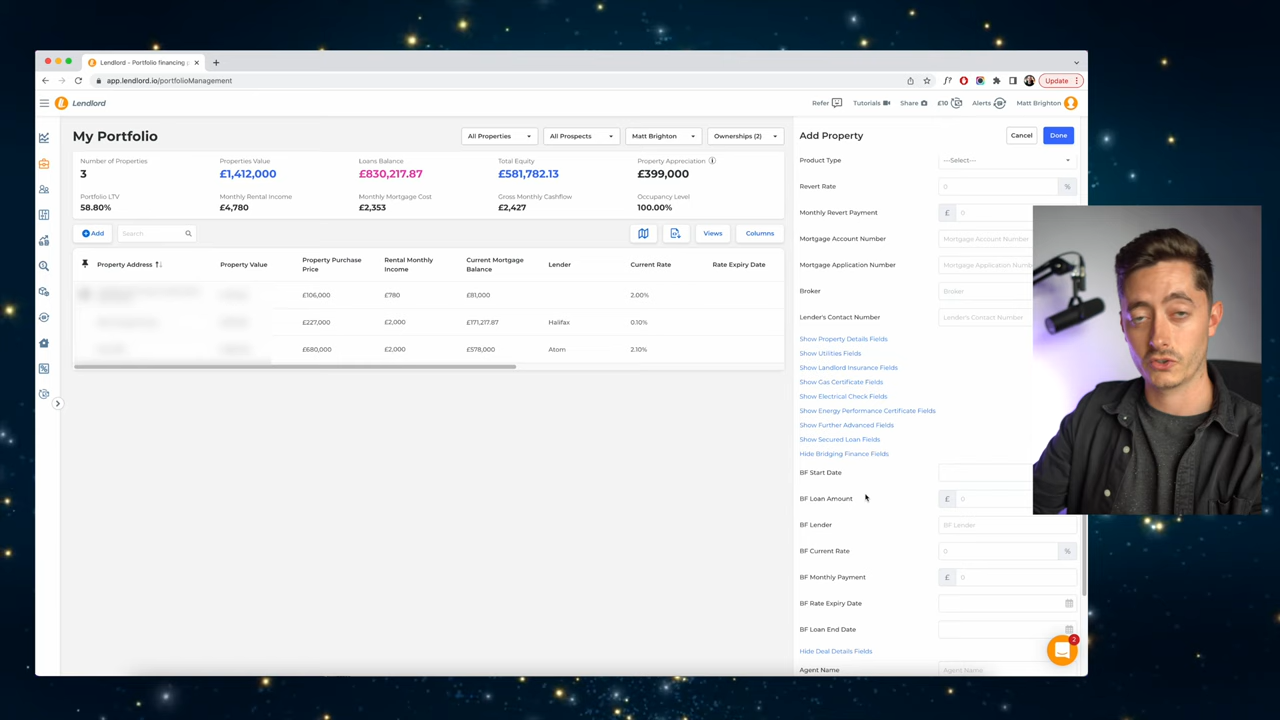 Lendlord - Portfolio financing
app.lendlord.io/portfolioManagement
Update
Lendlord
Refer
Tutorials
Share
£10
Alerts
Matt Brighton
My Portfolio
All Properties
All Prospects
Matt Brighton
Ownerships (2)
Number of Properties
3
Properties Value
£1,412,000
Loans Balance
£830,217.87
Total Equity
£581,782.13
Property Appreciation
£399,000
Portfolio LTV
58.80%
Monthly Rental Income
£4,780
Monthly Mortgage Cost
£2,353
Gross Monthly Cashflow
£2,427
Occupancy Level
100.00%
Add
Search
Views
Columns
Property Address
Property Value
Property Purchase
Price
Rental Monthly
Income
Current Mortgage
Balance
Lender
Current Rate
Rate Expiry Date
£106,000
£780
£81,000
2.00%
£227,000
£2,000
£171,217.87
Halifax
0.10%
£680,000
£2,000
£578,000
Atom
2.10%
Add Property
Cancel
Done
Product Type
---Select---
Revert Rate
0
%
Monthly Revert Payment
£
0
Mortgage Account Number
Mortgage Account Number
Mortgage Application Number
Mortgage Application Num
Broker
Broker
Lender's Contact Number
Lender's Contact Number
Show Property Details Fields
Show Utilities Fields
Show Landlord Insurance Fields
Show Gas Certificate Fields
Show Electrical Check Fields
Show Energy Performance Certificate Fields
Show Further Advanced Fields
Show Secured Loan Fields
Hide Bridging Finance Fields
BF Start Date
BF Loan Amount
£
0
BF Lender
BF Lender
BF Current Rate
0
%
BF Monthly Payment
£
0
BF Rate Expiry Date
BF Loan End Date
Hide Deal Details Fields
Agent Name
Agent Name
2